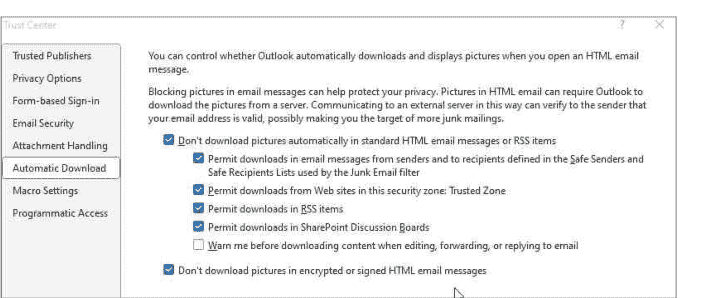 Trust Center ?
Trusted Publishers
Privacy Options
Form-based Sign-in
Email Security
Attachment Handling
Automatic Download
Macro Settings
Programmatic Access
You can control whether Outlook automatically downloads and displays pictures when you open an HTML email
message.
Blocking pictures in email messages can help protect your privacy. Pictures in HTML email can require Outlook to
download the pictures from a server. Communicating to an external server in this way can verify to the sender that
your email address is valid, possibly making you the target of more junk mailings.
Don't download pictures automatically in standard HTML email messages or RSS items
Permit downloads in email messages from senders and to recipients defined in the Safe Senders and
Safe Recipients Lists used by the Junk Email filter
Permit downloads from Web sites in this security zone: Trusted Zone
Permit downloads in RSS items
Permit downloads in SharePoint Discussion Boards
Warn me before downloading content when editing, forwarding, or replying to email
Don't download pictures in encrypted or signed HTML email messages